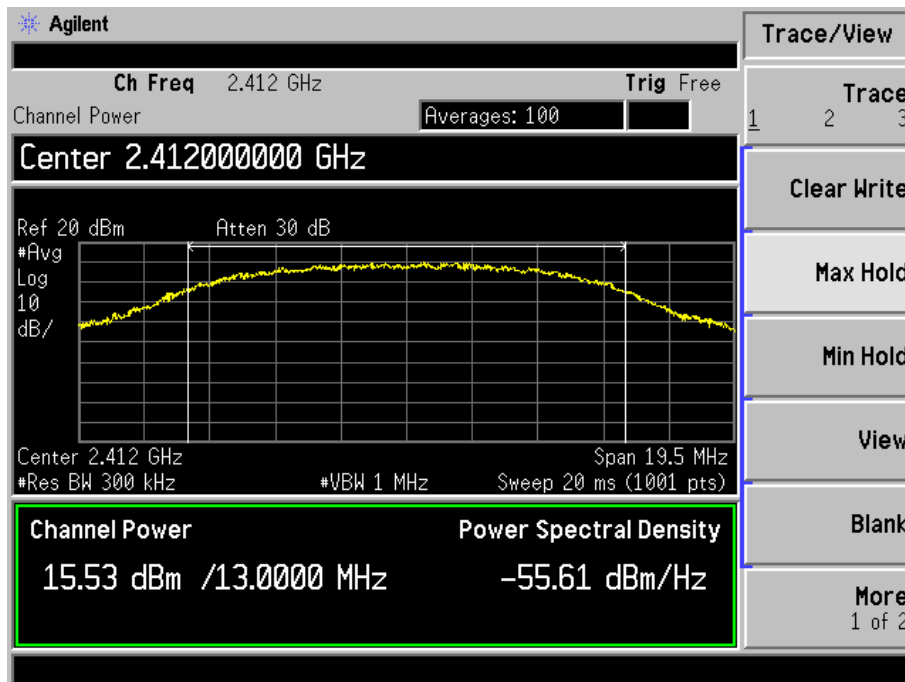 Agilent
Trace/View
Ch Freq 2.412 GHz Trig Free
Channel Power
Averages: 100
Trace
1 2 3
Center 2.412000000 GHz
Clear Write
Ref 20 dBm Atten 30 dB
#Avg
Log
10
dB/
Max Hold
Min Hold
View
Center 2.412 GHz Span 19.5 MHz
#Res BW 300 kHz #VBW 1 MHz Sweep 20 ms (1001 pts)
Blank
Channel Power Power Spectral Density
15.53 dBm /13.0000 MHz -55.61 dBm/Hz
More
1 of 2